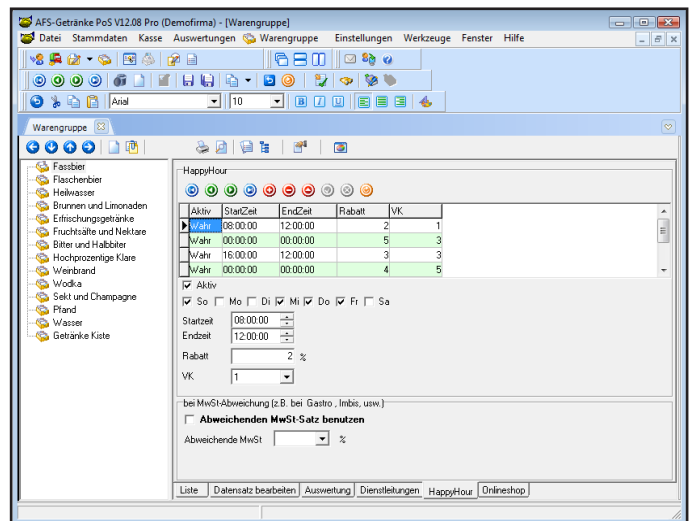 AFS-Getränke PoS V12.08 Pro (Demofirma) - [Warengruppe]
Datei Stammdaten Kasse Auswertungen Warengruppe Einstellungen Werkzeuge Fenster Hilfe
Arial 10 B I U
Warengruppe
Fassbier
Flaschenbier
Heilwasser
Brunnen und Limonaden
Erfrischungsgetränke
Fruchtsäfte und Nektare
Bitter und Halbbiter
Hochprozentige Klare
Weinbrand
Wodka
Sekt und Champagne
Pfand
Wasser
Getränke Kiste
HappyHour
Aktiv StartZeit EndZeit Rabatt VK
Wahr 08:00:00 12:00:00 2 1
Wahr 00:00:00 00:00:00 5 3
Wahr 16:00:00 12:00:00 3 3
Wahr 00:00:00 00:00:00 4 5
Aktiv
So Mo Di Mi Do Fr Sa
Startzeit 08:00:00
Endzeit 12:00:00
Rabatt 2 %
VK 1
bei MwSt-Abweichung (z.B. bei Gastro , Imbis, usw.)
Abweichenden MwSt-Satz benutzen
Abweichende MwSt %
Liste Datensatz bearbeiten Auswertung Dienstleitungen HappyHour Onlineshop